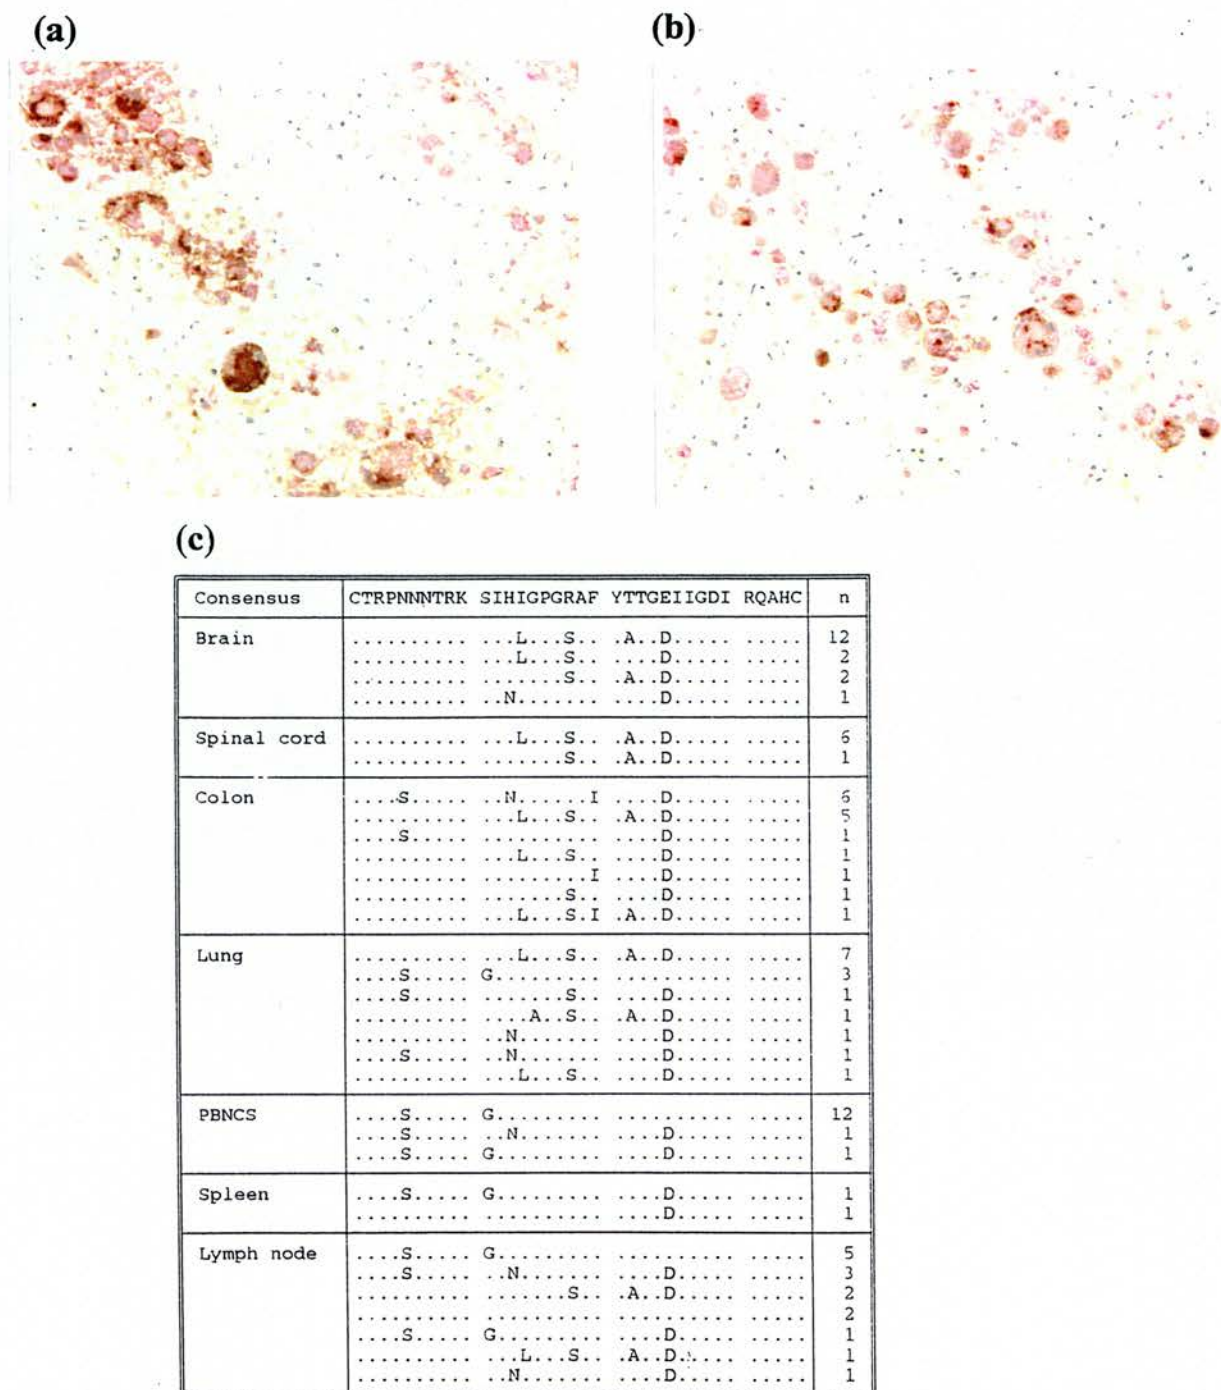 (a)
(b)
(c)
Consensus CTRPNNNTRK SIHIGPGRAF YTTGEIIGDI RQAHC n
Brain .......... ...L...S.. .A..D..... ..... 12
.......... ...L...S.. ....D..... ..... 2
.......... .......S.. .A..D..... ..... 2
.......... ..N....... ....D..... ..... 1
Spinal cord .......... ...L...S.. .A..D..... ..... 6
.......... .......S.. .A..D..... ..... 1
Colon ....S..... ..N......I ....D..... ..... 6
.......... ...L...S.. .A..D..... ..... 5
....S..... .......... ....D..... ..... 1
.......... ...L...S.. ....D..... ..... 1
.......... .........I ....D..... ..... 1
.......... .......S.. ....D..... ..... 1
.......... ...L...S.I .A..D..... ..... 1
Lung .......... ...L...S.. .A..D..... ..... 7
....S..... G......... .......... ..... 3
....S..... .......S.. ....D..... ..... 1
.......... ....A..S.. .A..D..... ..... 1
.......... ..N....... ....D..... ..... 1
....S..... ..N....... ....D..... ..... 1
.......... ...L...S.. ....D..... ..... 1
PBNCS ....S..... G......... .......... ..... 12
....S..... ..N....... ....D..... ..... 1
....S..... G......... ....D..... ..... 1
Spleen ....S..... G......... ....D..... ..... 1
.......... .......... ....D..... ..... 1
Lymph node ....S..... G......... .......... ..... 5
....S..... ..N....... ....D..... ..... 3
.......... .......S.. .A..D..... ..... 2
.......... .......... .......... ..... 2
....S..... G......... ....D..... ..... 1
.......... ...L...S.. .A..D..... ..... 1
.......... ..N....... ....D..... ..... 1